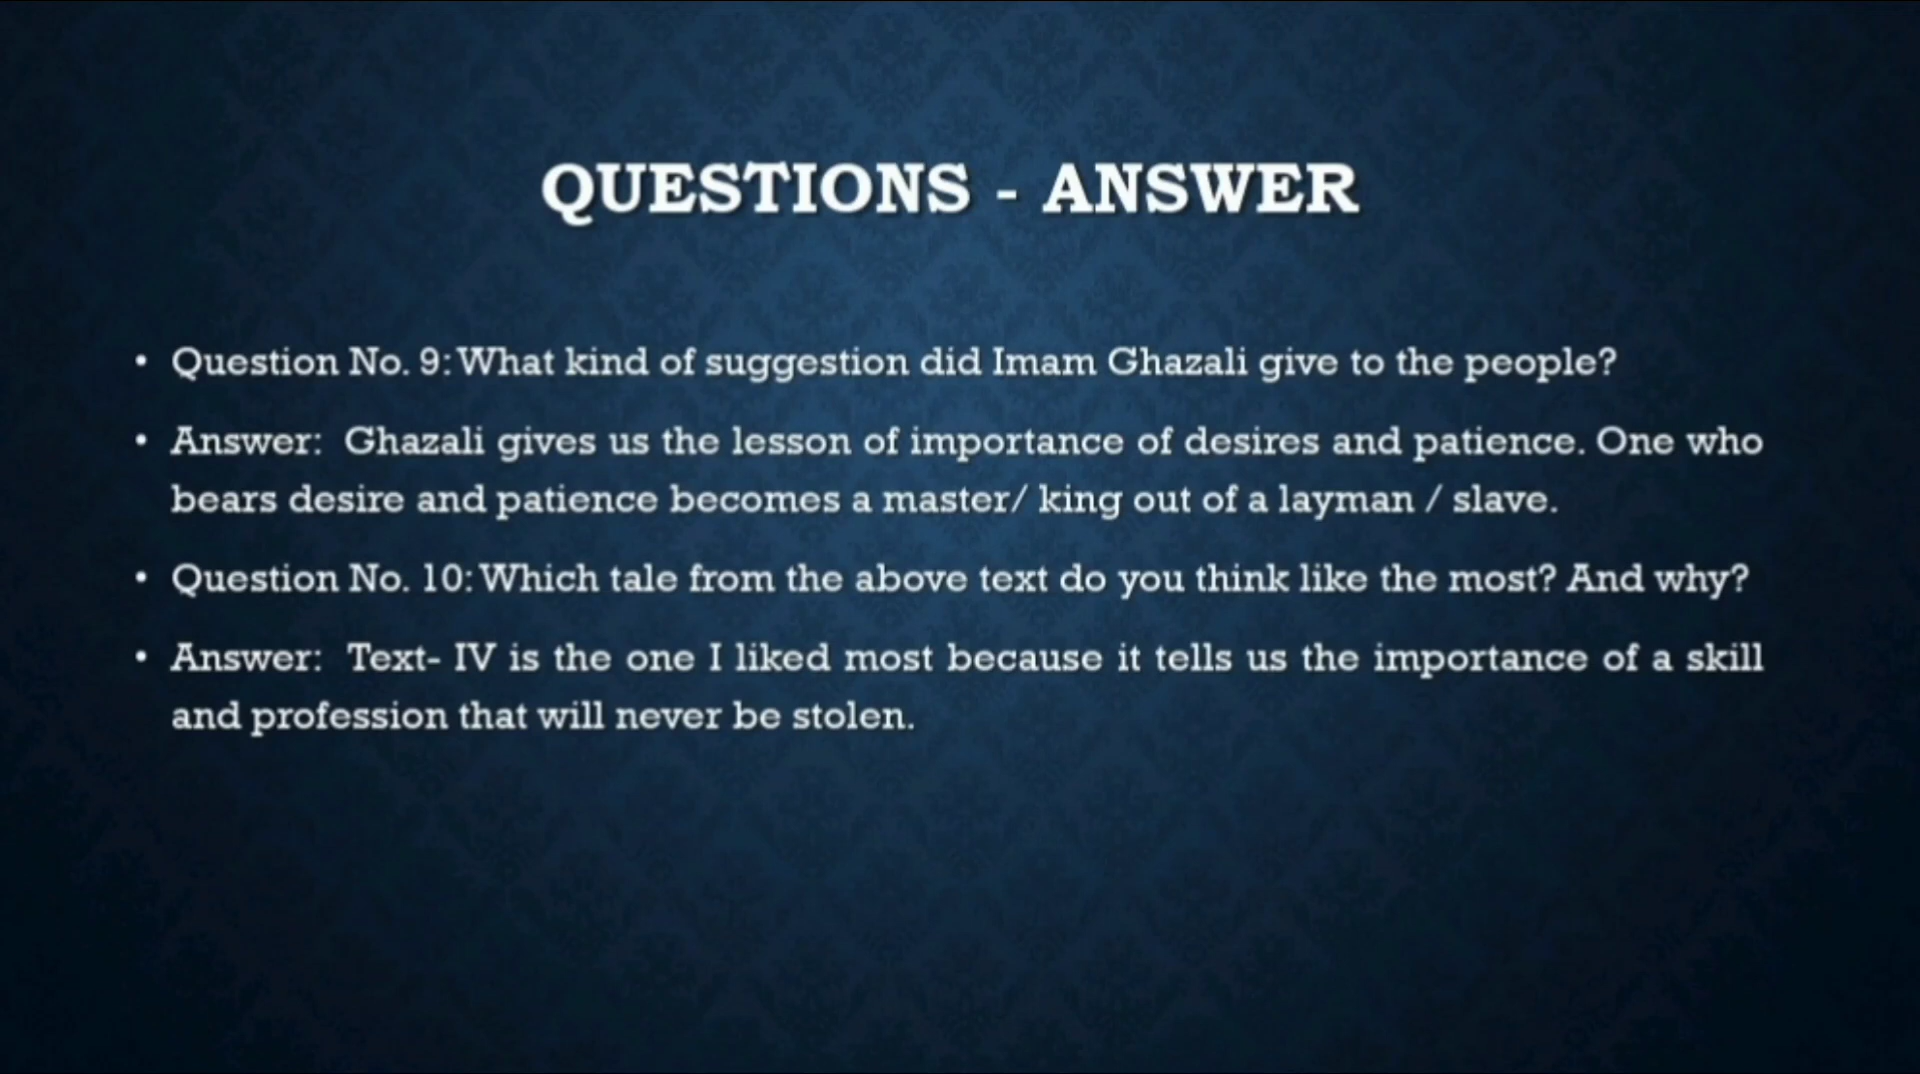 QUESTIONS - ANSWER
• Question No. 9: What kind of suggestion did Imam Ghazali give to the people?
• Answer: Ghazali gives us the lesson of importance of desires and patience. One who
bears desire and patience becomes a master/ king out of a layman / slave.
• Question No. 10: Which tale from the above text do you think like the most? And why?
• Answer: Text- IV is the one I liked most because it tells us the importance of a skill
and profession that will never be stolen.